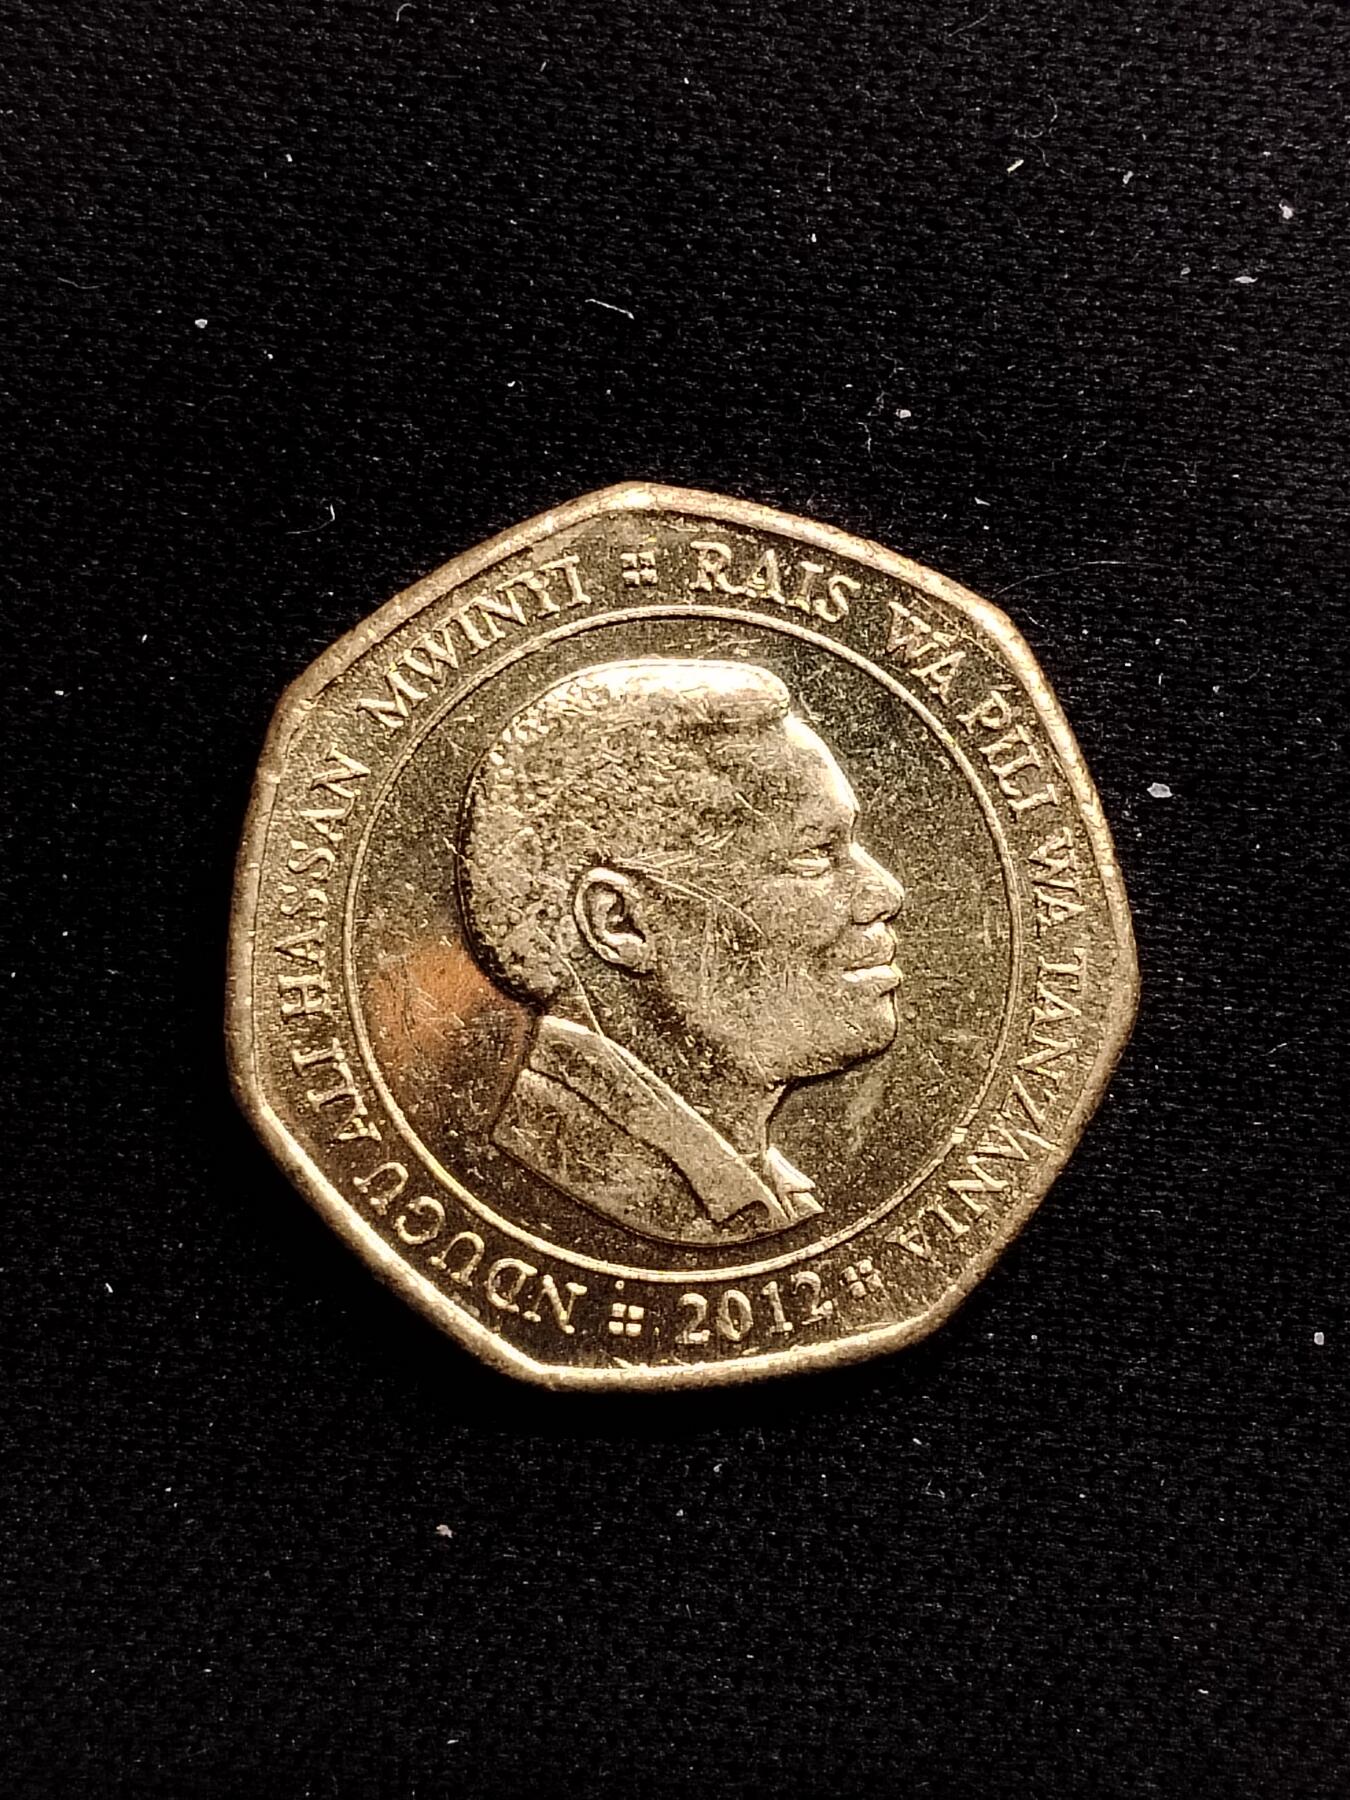 NDUGU ALI HASSAN MWINYI
RAIS WA PILI WA TANZANIA
2012